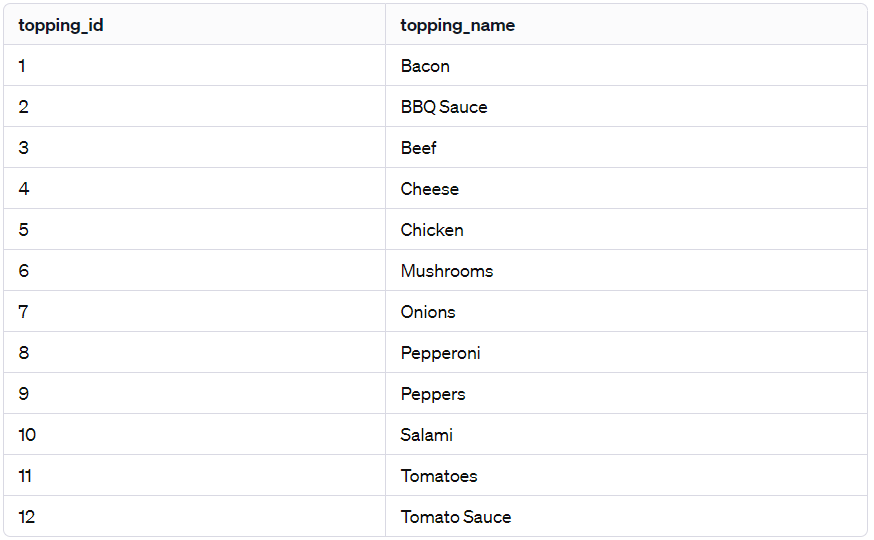 topping_id topping_name
1 Bacon
2 BBQ Sauce
3 Beef
4 Cheese
5 Chicken
6 Mushrooms
7 Onions
8 Pepperoni
9 Peppers
10 Salami
11 Tomatoes
12 Tomato Sauce